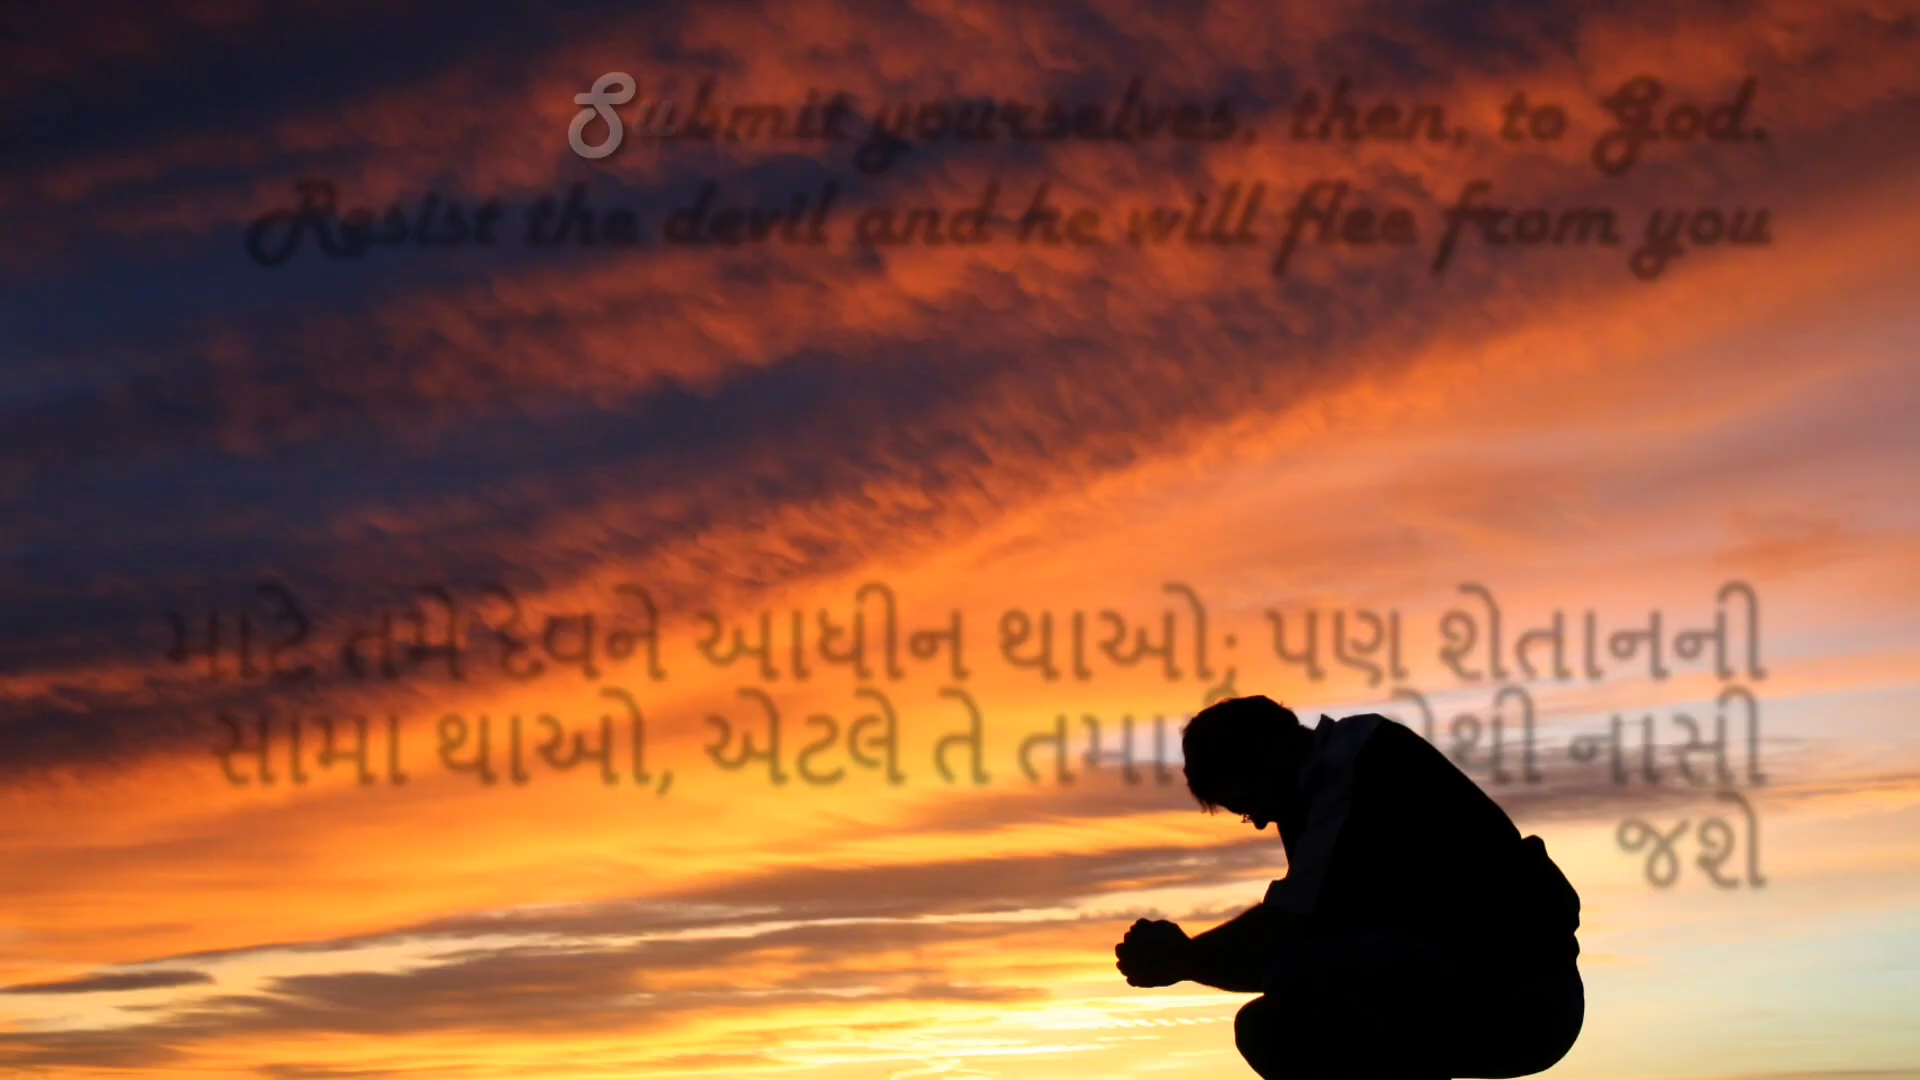 Submit yourselves, then, to God.
Resist the devil and he will flee from you
માટે તમે દેવને આધીન થાઓ; પણ શેતાનની
સામા થાઓ, એટલે તે નાસી
જશે